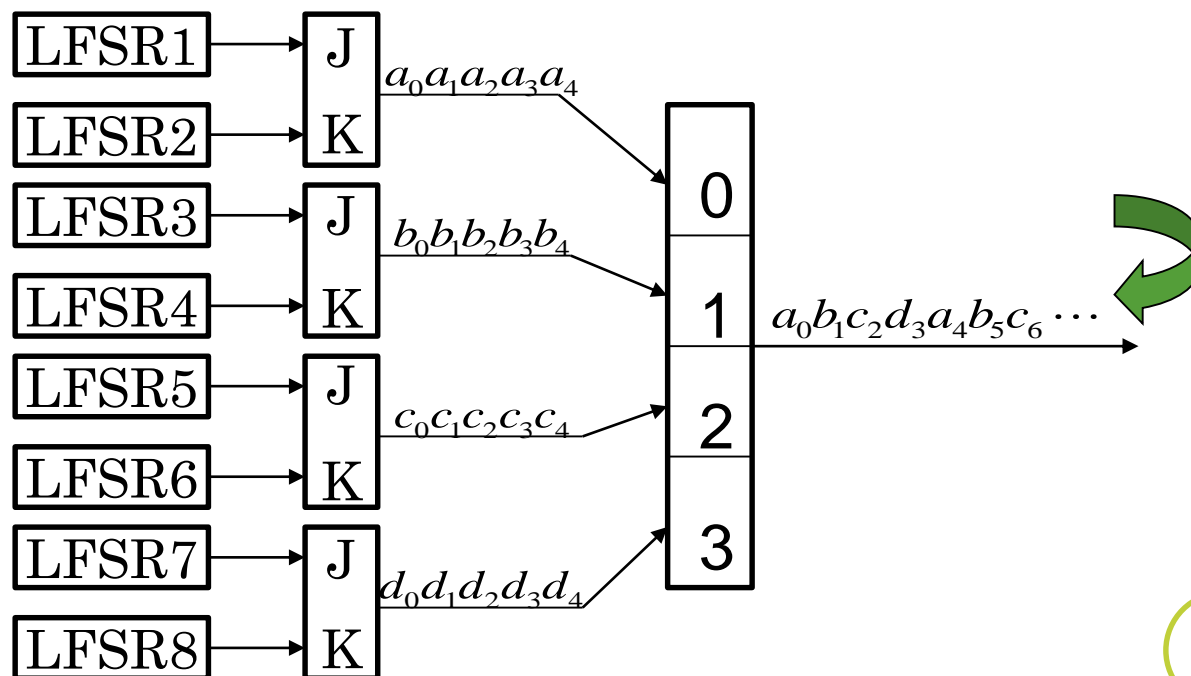 LFSR1
J
a₀a₁a₂a₃a₄
LFSR2
K
LFSR3
J
b₀b₁b₂b₃b₄
LFSR4
K
LFSR5
J
c₀c₁c₂c₃c₄
LFSR6
K
LFSR7
J
d₀d₁d₂d₃d₄
LFSR8
K
0
1
2
3
a₀b₁c₂d₃a₄b₅c₆ ⋯